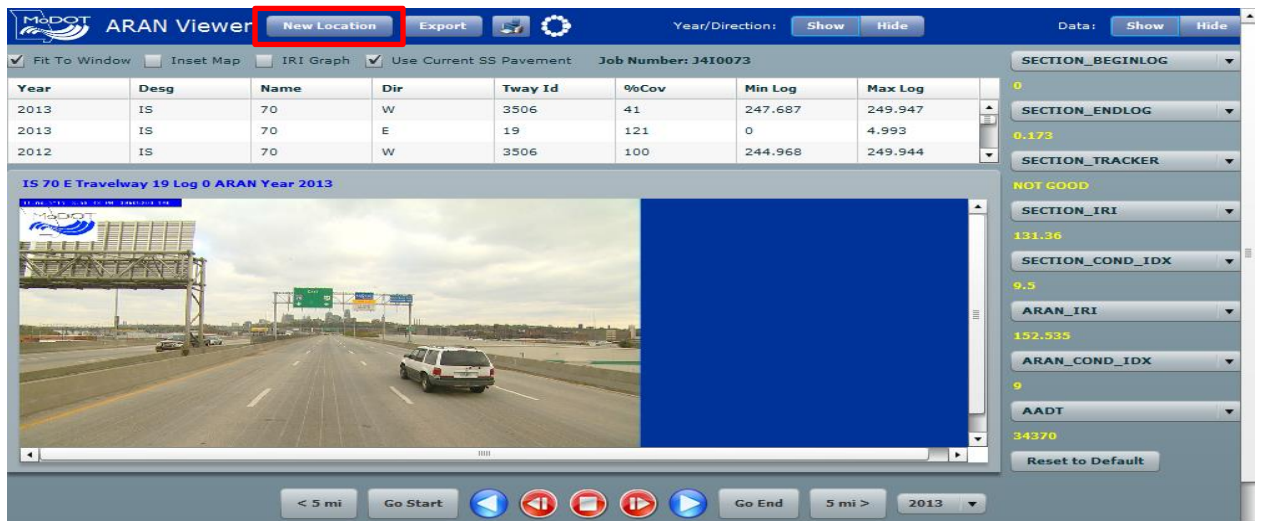 MoDOT ARAN Viewer New Location Export Year/Direction: Show Hide Data: Show Hide
Fit To Window Inset Map IRI Graph Use Current SS Pavement Job Number: J4I0073
Year Desg Name Dir Tway Id %Cov Min Log Max Log
2013 IS 70 W 3506 41 247.687 249.947
2013 IS 70 E 19 121 0 4.993
2012 IS 70 W 3506 100 244.968 249.944
IS 70 E Travelway 19 Log 0 ARAN Year 2013
MoDOT
SECTION_BEGINLOG
0
SECTION_ENDLOG
0.173
SECTION_TRACKER
NOT GOOD
SECTION_IRI
131.36
SECTION_COND_IDX
9.5
ARAN_IRI
152.535
ARAN_COND_IDX
9
AADT
34370
Reset to Default
< 5 mi Go Start Go End 5 mi > 2013